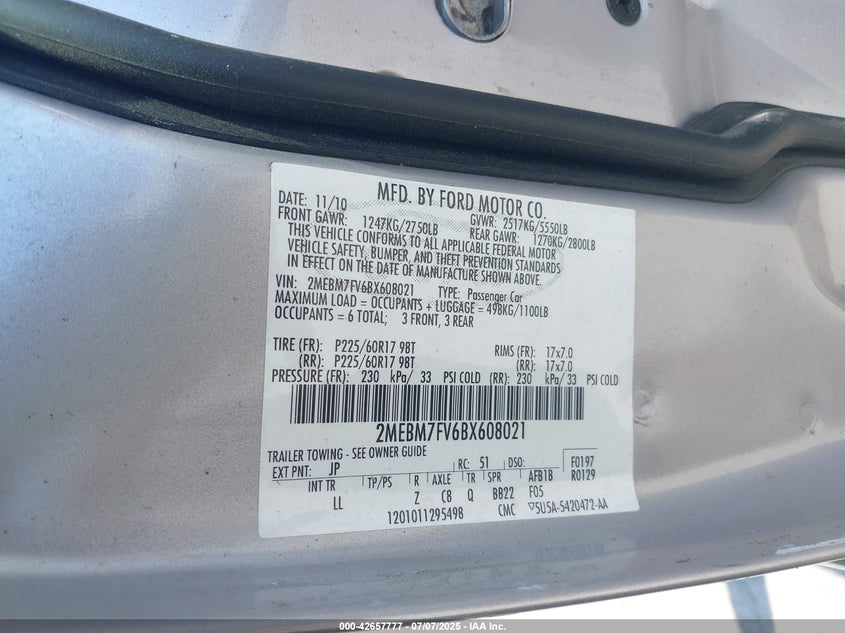 MFD. BY FORD MOTOR CO.
DATE: 11/10
GVWR: 2517KG/5550LB
FRONT GAWR: 1247KG/2750LB REAR GAWR: 1270KG/2800LB
THIS VEHICLE CONFORMS TO ALL APPLICABLE FEDERAL MOTOR
VEHICLE SAFETY, BUMPER, AND THEFT PREVENTION STANDARDS
IN EFFECT ON THE DATE OF MANUFACTURE SHOWN ABOVE.
VIN: 2MEBM7FV6BX608021 TYPE: Passenger Car
MAXIMUM LOAD = OCCUPANTS + LUGGAGE = 498KG/1100LB
OCCUPANTS = 6 TOTAL; 3 FRONT, 3 REAR
TIRE (FR): P225/60R17 98T RIMS (FR): 17x7.0
(RR): P225/60R17 98T (RR): 17x7.0
PRESSURE (FR): 230 kPa/ 33 PSI COLD (RR): 230 kPa/ 33 PSI COLD
2MEBM7FV6BX608021
TRAILER TOWING - SEE OWNER GUIDE
EXT PNT: JP RC: 51 DSO: F0197
INT TR TP/PS R AXLE TR SPR AFB1B R0129
LL Z C8 Q BB22 F05
1201011295498 CMC ▽5U5A-5420472-AA
000-42657777 - 07/07/2025 - IAA Inc.